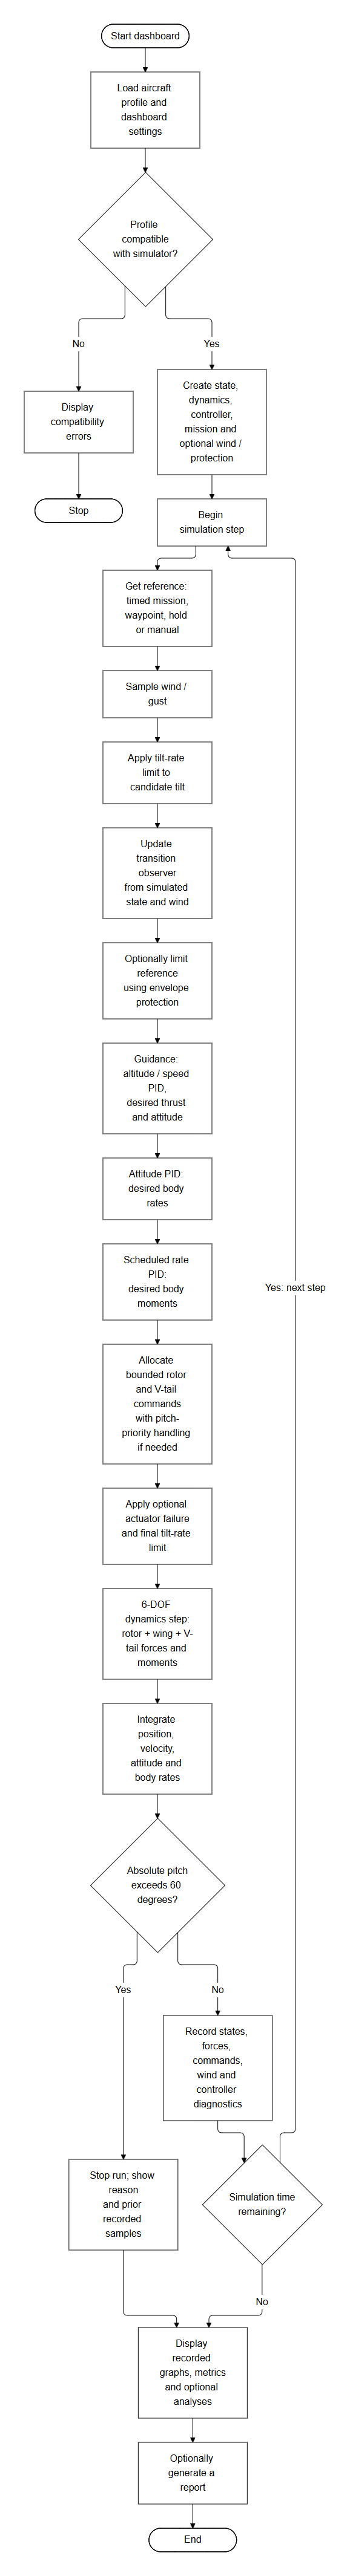 Start dashboard
Load aircraft
profile and
dashboard
settings
Profile
compatible
with simulator?
No
Yes
Display
compatibility
errors
Create state,
dynamics,
controller,
mission and
optional wind /
protection
Stop
Begin
simulation step
Get reference:
timed mission,
waypoint, hold
or manual
Sample wind /
gust
Apply tilt-rate
limit to
candidate tilt
Update
transition
observer
from simulated
state and wind
Optionally limit
reference
using envelope
protection
Guidance:
altitude / speed
PID,
desired thrust
and attitude
Attitude PID:
desired body
rates
Scheduled rate
PID:
desired body
moments
Yes: next step
Allocate
bounded rotor
and V-tail
commands
with pitch-
priority handling
if needed
Apply optional
actuator failure
and final tilt-rate
limit
6-DOF
dynamics step:
rotor + wing + V-
tail forces and
moments
Integrate
position,
velocity,
attitude and
body rates
Absolute pitch
exceeds 60
degrees?
Yes
No
Record states,
forces,
commands,
wind and
controller
diagnostics
Stop run; show
reason
and prior
recorded
samples
Simulation time
remaining?
No
Display
recorded
graphs, metrics
and optional
analyses
Optionally
generate a
report
End